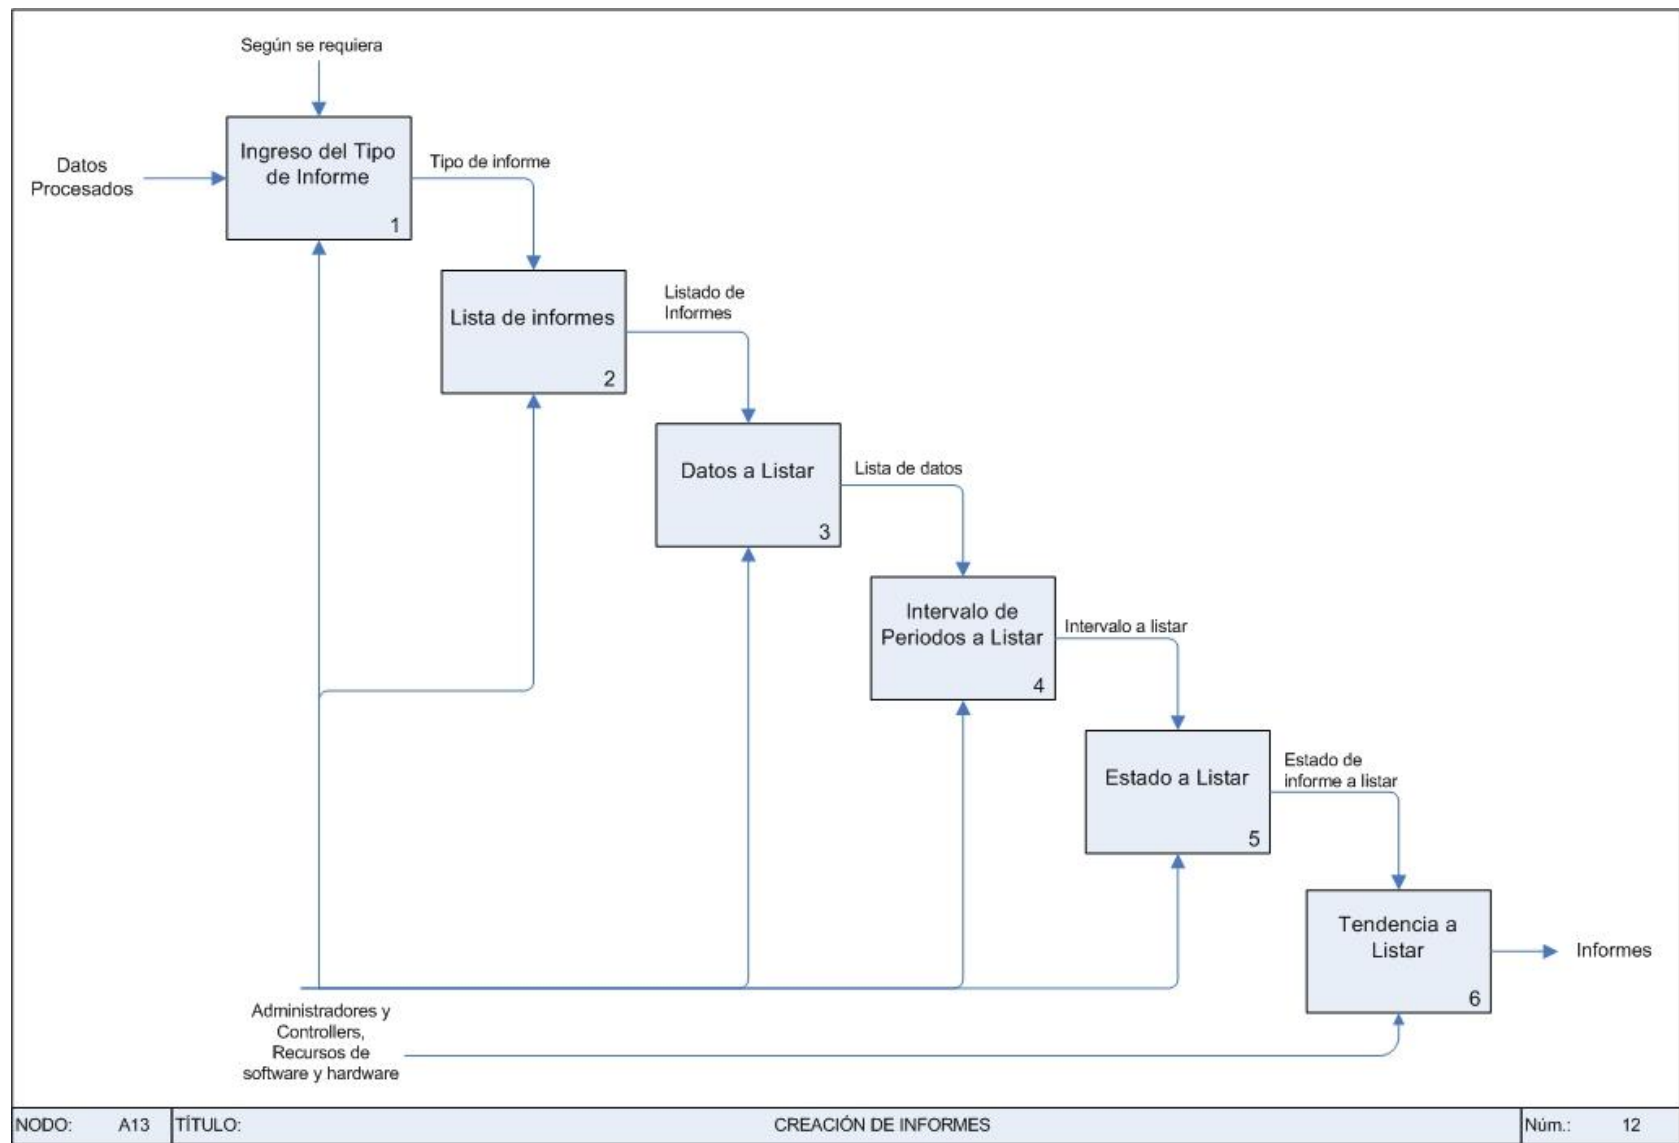 Según se requiera
Datos
Procesados
Ingreso del Tipo
de Informe
1
Tipo de informe
Lista de informes
2
Listado de
Informes
Datos a Listar
3
Lista de datos
Intervalo de
Periodos a Listar
4
Intervalo a listar
Estado a Listar
5
Estado de
informe a listar
Tendencia a
Listar
6
Informes
Administradores y
Controllers,
Recursos de
software y hardware
NODO: A13 TÍTULO: CREACIÓN DE INFORMES Núm.: 12